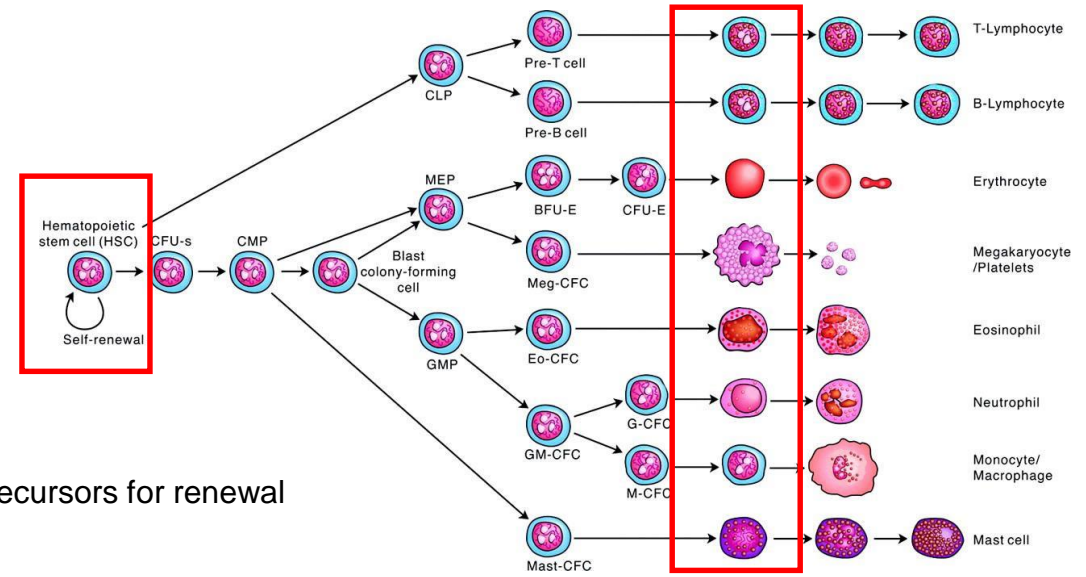 T-Lymphocyte
Pre-T cell
CLP
B-Lymphocyte
Pre-B cell
MEP
Erythrocyte
BFU-E
CFU-E
Hematopoietic
stem cell (HSC)
CFU-s
CMP
Blast
colony-forming
cell
Megakaryocyte
/Platelets
Meg-CFC
Self-renewal
Eosinophil
GMP
Eo-CFC
Neutrophil
G-CFC
GM-CFC
Monocyte/
Macrophage
M-CFC
ecursors for renewal
Mast cell
Mast-CFC